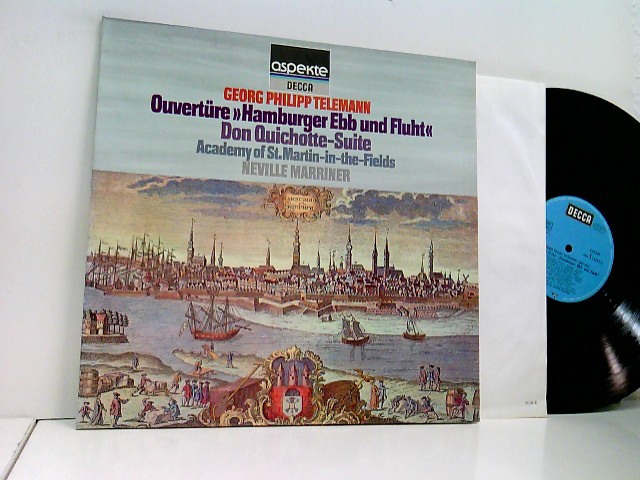 aspekte
DECCA
GEORG PHILIPP TELEMANN
Ouvertüre »Hamburger Ebb und Fluht«
Don Quichotte-Suite
Academy of St. Martin-in-the-Fields
NEVILLE MARRINER
DECCA